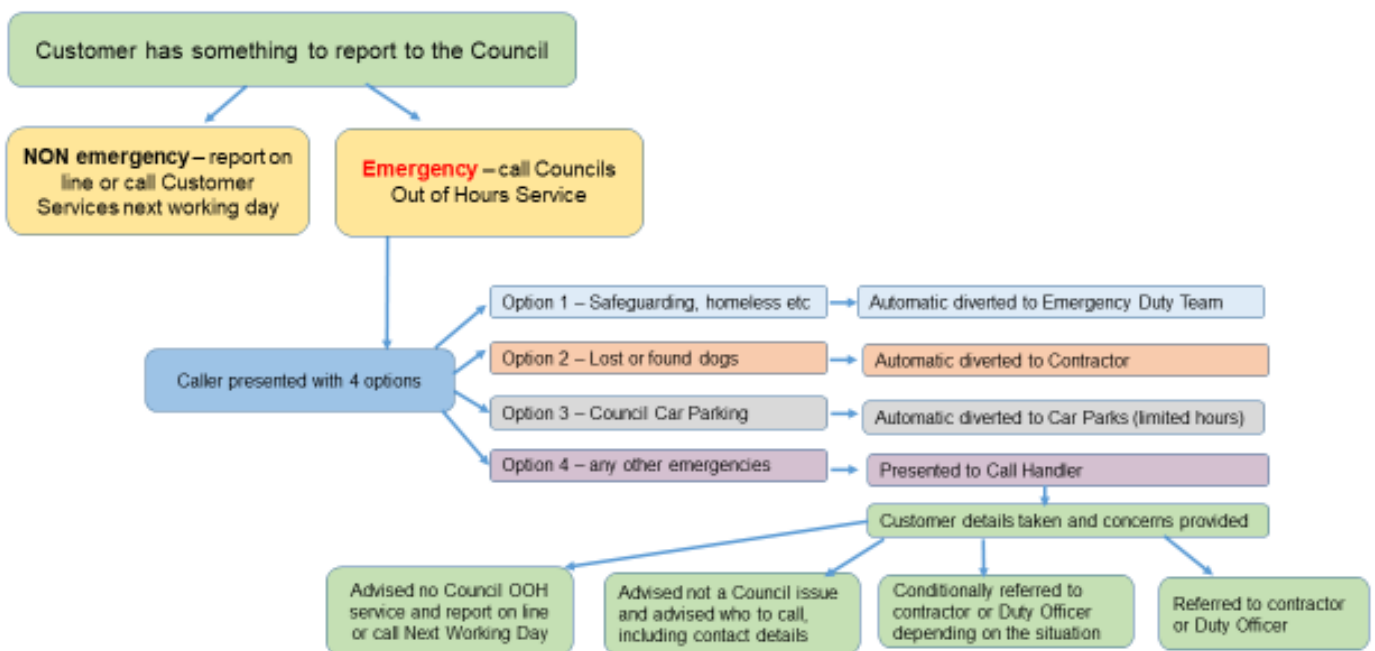 Customer has something to report to the Council
NON emergency – report on
line or call Customer
Services next working day
Emergency – call Councils
Out of Hours Service
Caller presented with 4 options
Option 1 – Safeguarding, homeless etc
Automatic diverted to Emergency Duty Team
Option 2 – Lost or found dogs
Automatic diverted to Contractor
Option 3 – Council Car Parking
Automatic diverted to Car Parks (limited hours)
Option 4 – any other emergencies
Presented to Call Handler
Customer details taken and concerns provided
Advised no Council OOH
service and report on line
or call Next Working Day
Advised not a Council issue
and advised who to call,
including contact details
Conditionally referred to
contractor or Duty Officer
depending on the situation
Referred to contractor
or Duty Officer